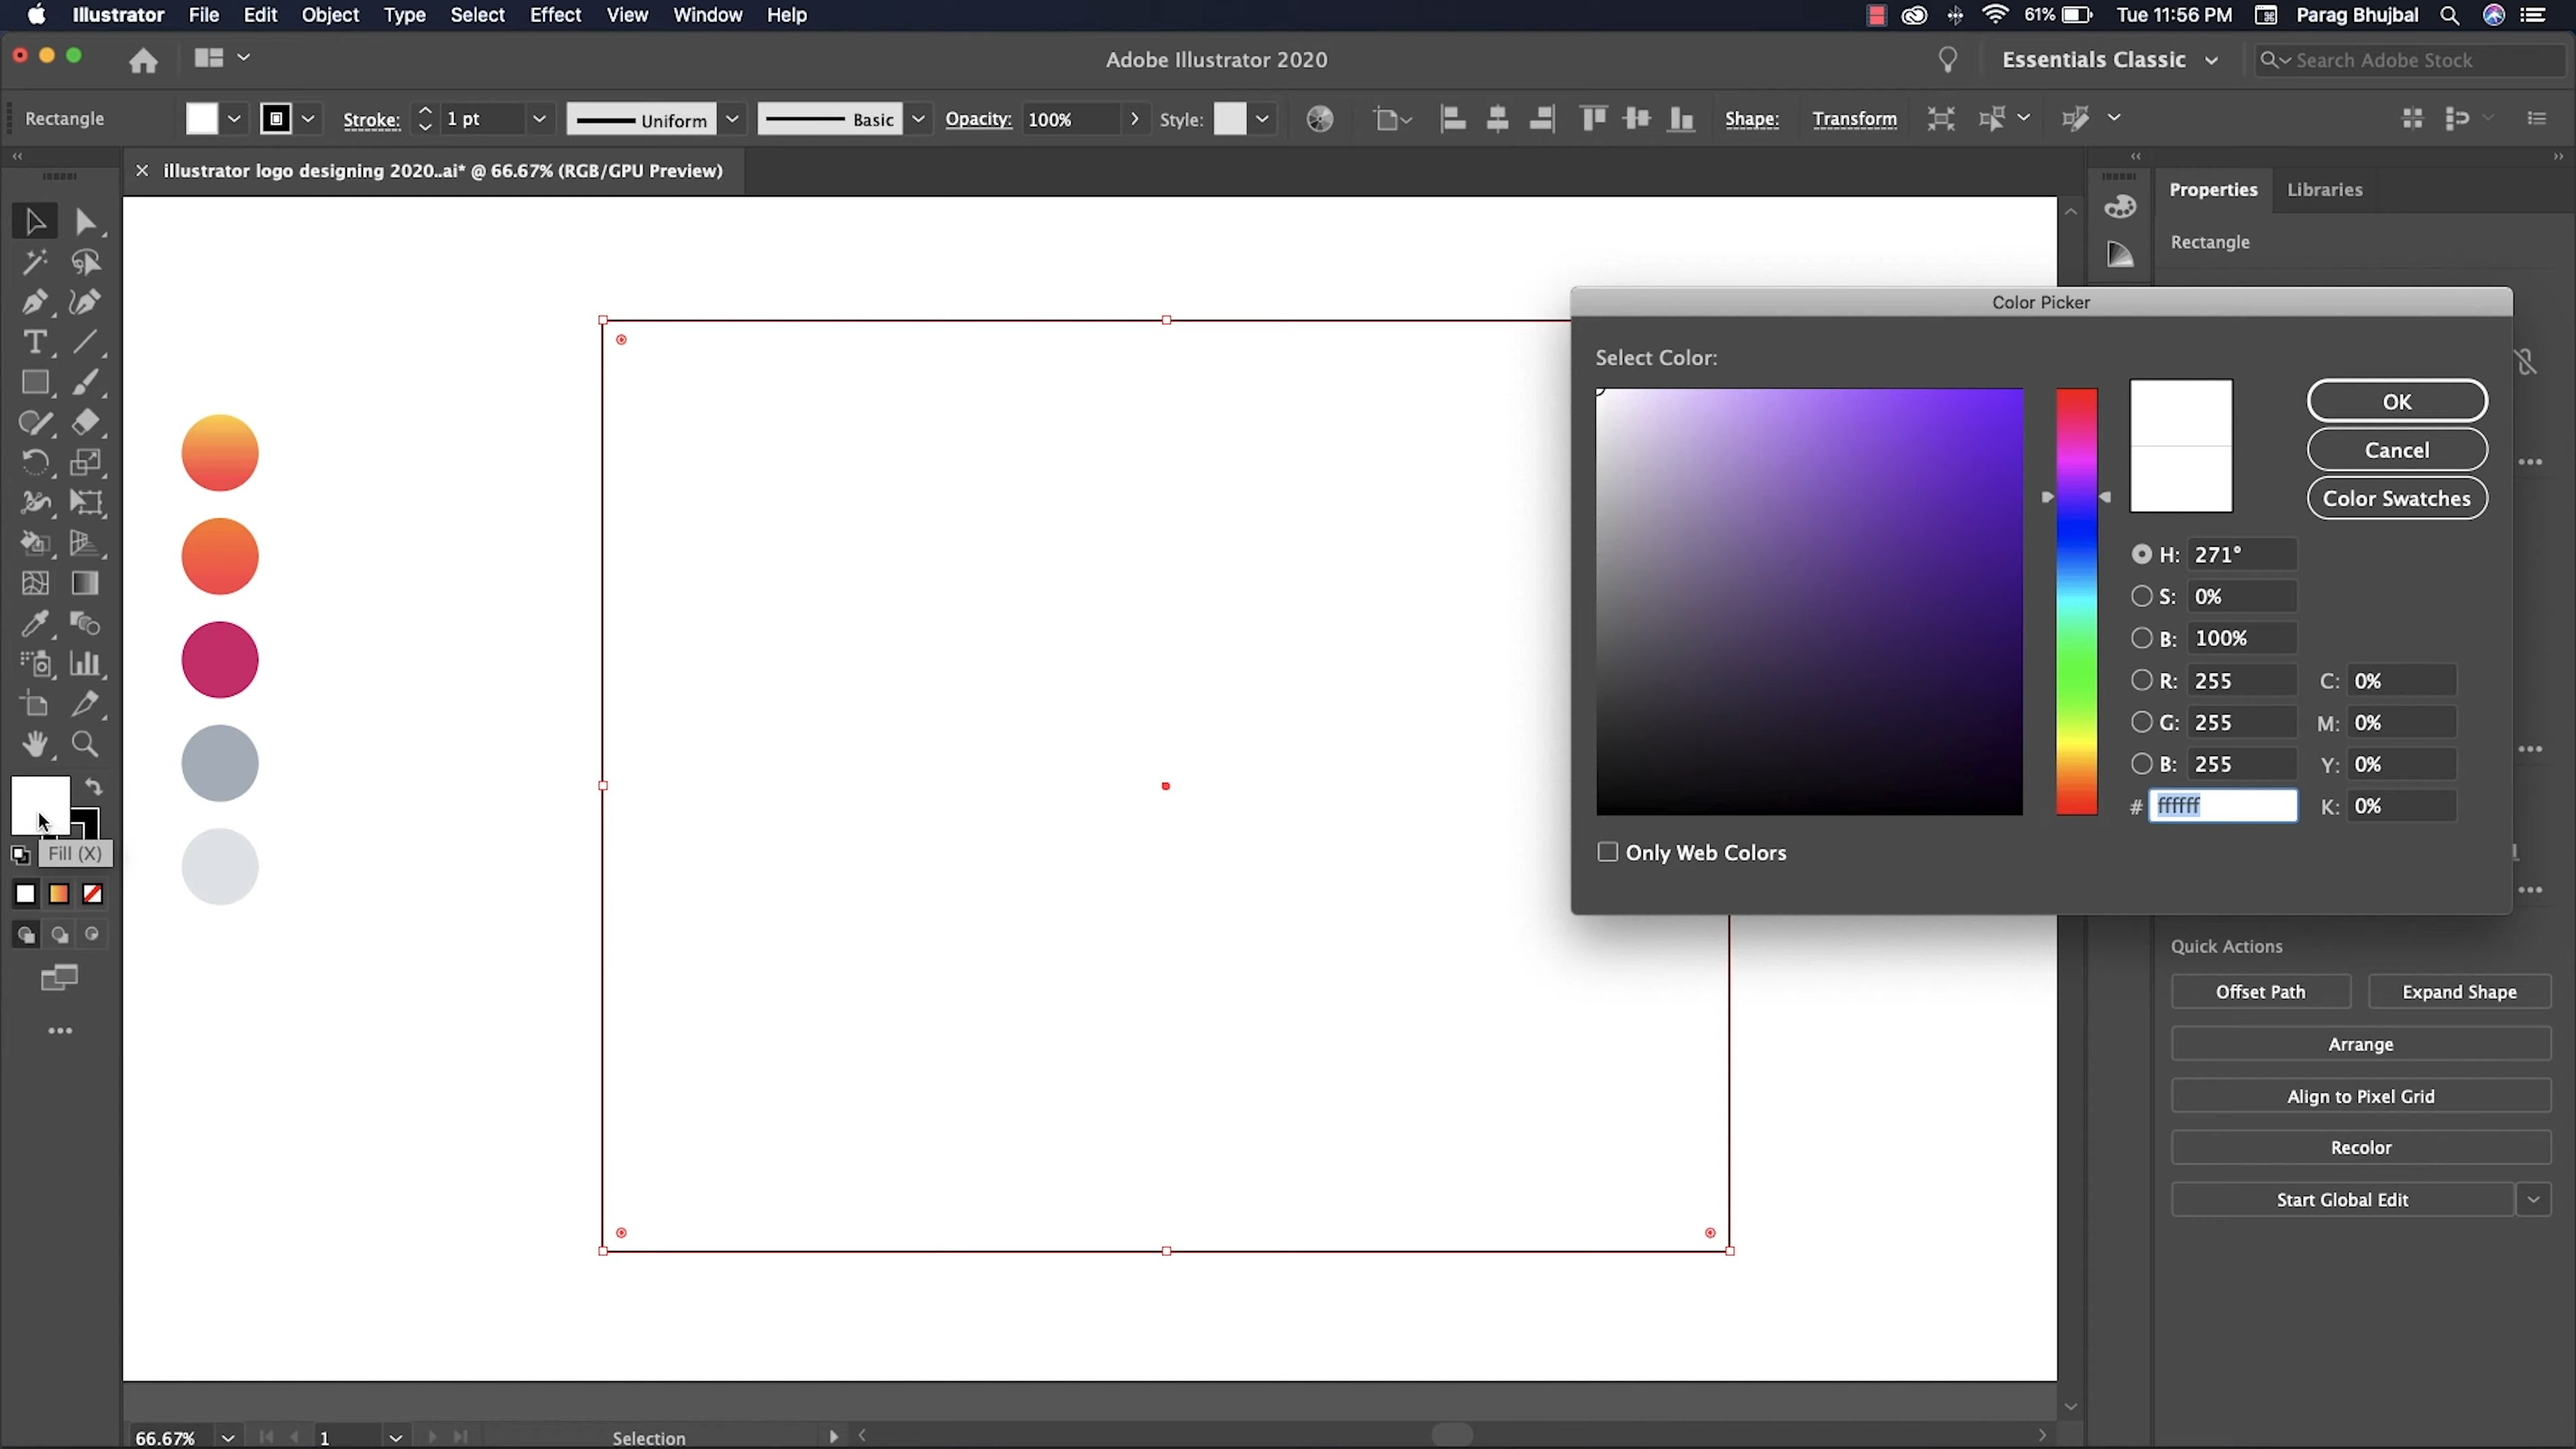 Illustrator File Edit Object Type Select Effect View Window Help 61% Tue 11:56 PM Parag Bhujbal
Adobe Illustrator 2020 Essentials Classic Search Adobe Stock
Rectangle Stroke: 1 pt Uniform Basic Opacity: 100% Style: Shape: Transform
× illustrator logo designing 2020..ai* @ 66.67% (RGB/GPU Preview)
Properties Libraries
Rectangle
Color Picker
Select Color:
OK
Cancel
Color Swatches
H: 271°
S: 0%
B: 100%
R: 255 C: 0%
G: 255 M: 0%
B: 255 Y: 0%
# ffffff K: 0%
Only Web Colors
Fill (X)
Quick Actions
Offset Path Expand Shape
Arrange
Align to Pixel Grid
Recolor
Start Global Edit
66.67% 1 Selection